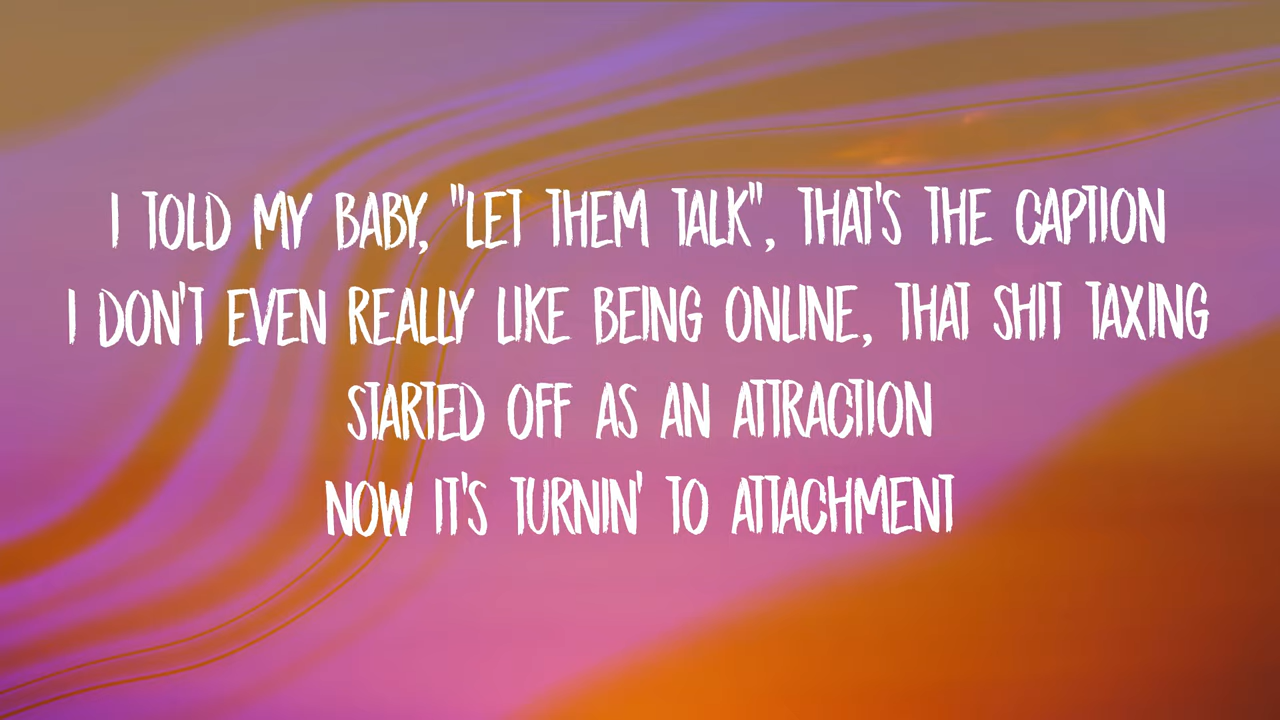 I TOLD MY BABY, "LET THEM TALK", THAT'S THE CAPTION
I DON'T EVEN REALLY LIKE BEING ONLINE, THAT SHIT TAXING
STARTED OFF AS AN ATTRACTION
NOW IT'S TURNIN' TO ATTACHMENT